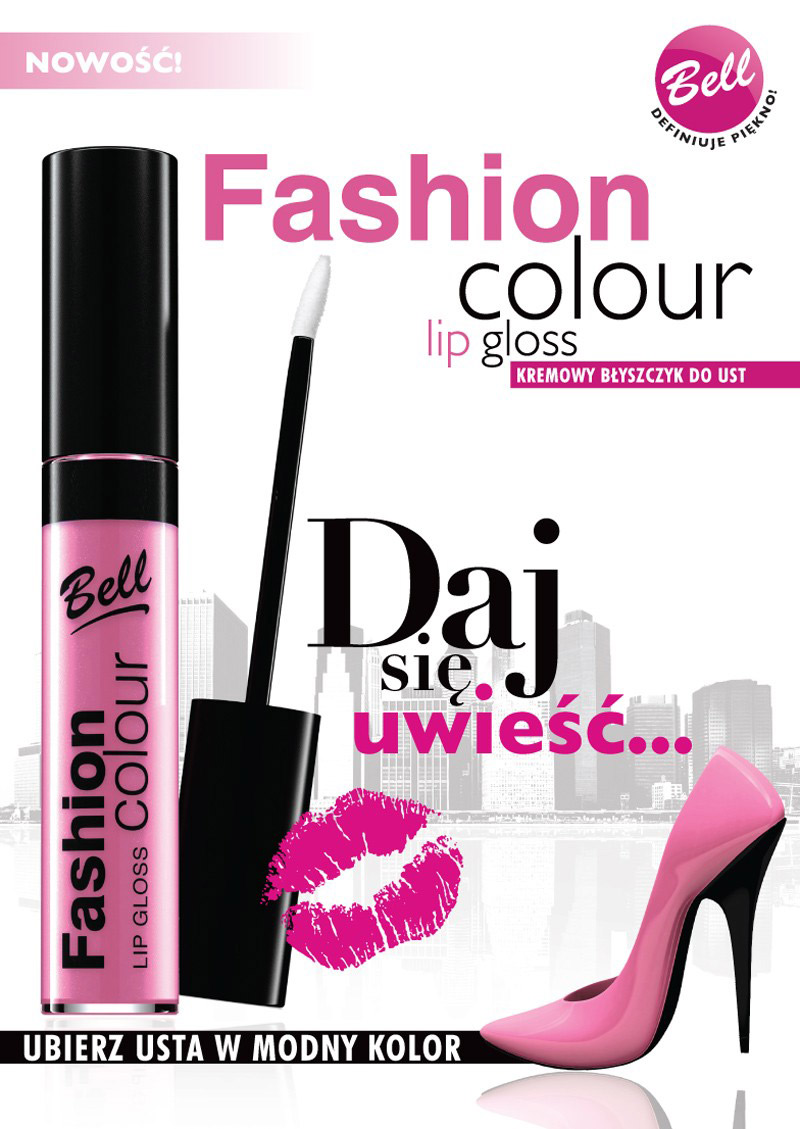 NOWOŚĆ!
Bell
DEFINIUJE PIĘKNO!
Fashion
colour
lip gloss
KREMOWY BŁYSZCZYK DO UST
Bell
Fashion
colour
LIP GLOSS
Daj
się
uwieść...
UBIERZ USTA W MODNY KOLOR